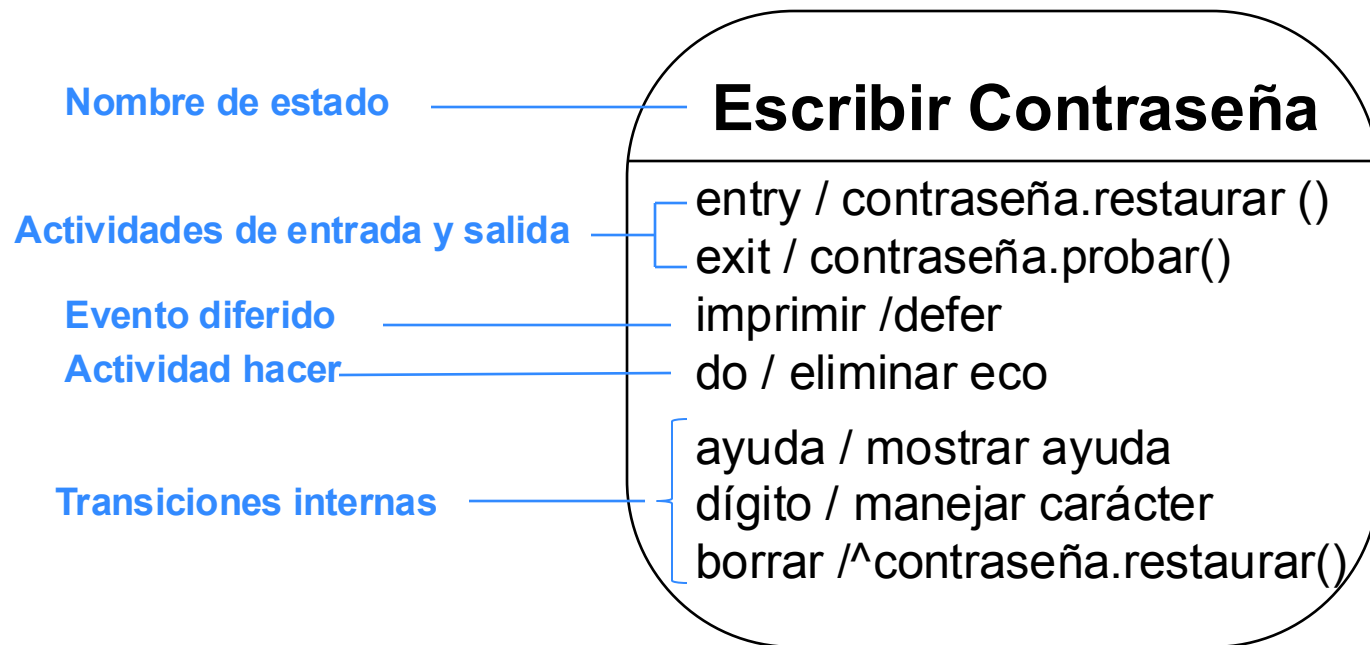 Nombre de estado
Escribir Contraseña
Actividades de entrada y salida
entry / contraseña.restaurar ()
exit / contraseña.probar()
Evento diferido
imprimir /defer
Actividad hacer
do / eliminar eco
Transiciones internas
ayuda / mostrar ayuda
dígito / manejar carácter
borrar /^contraseña.restaurar()